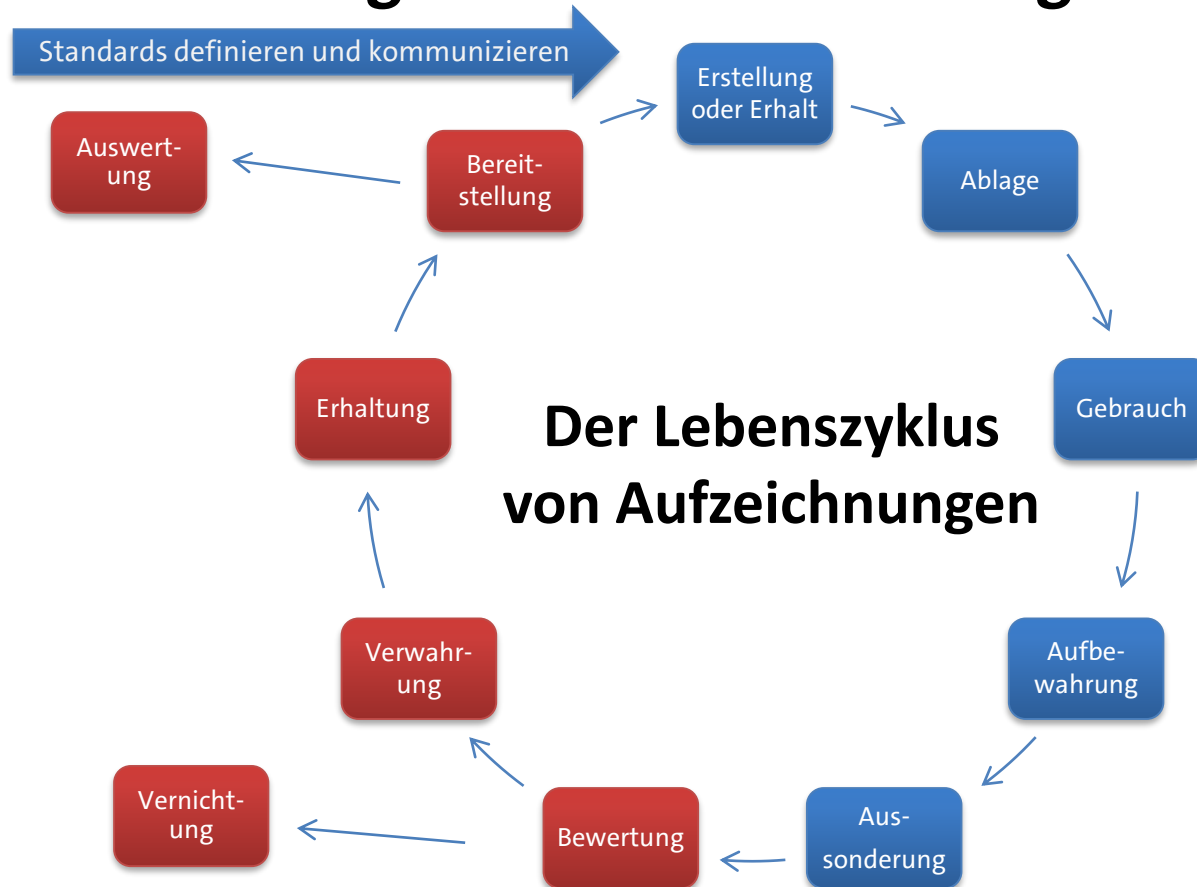 Standards definieren und kommunizieren
Erstellung
oder Erhalt
Auswert-
ung
Bereit-
stellung
Ablage
Erhaltung
Der Lebenszyklus
von Aufzeichnungen
Gebrauch
Verwahr-
ung
Aufbe-
wahrung
Vernicht-
ung
Bewertung
Aus-
sonderung